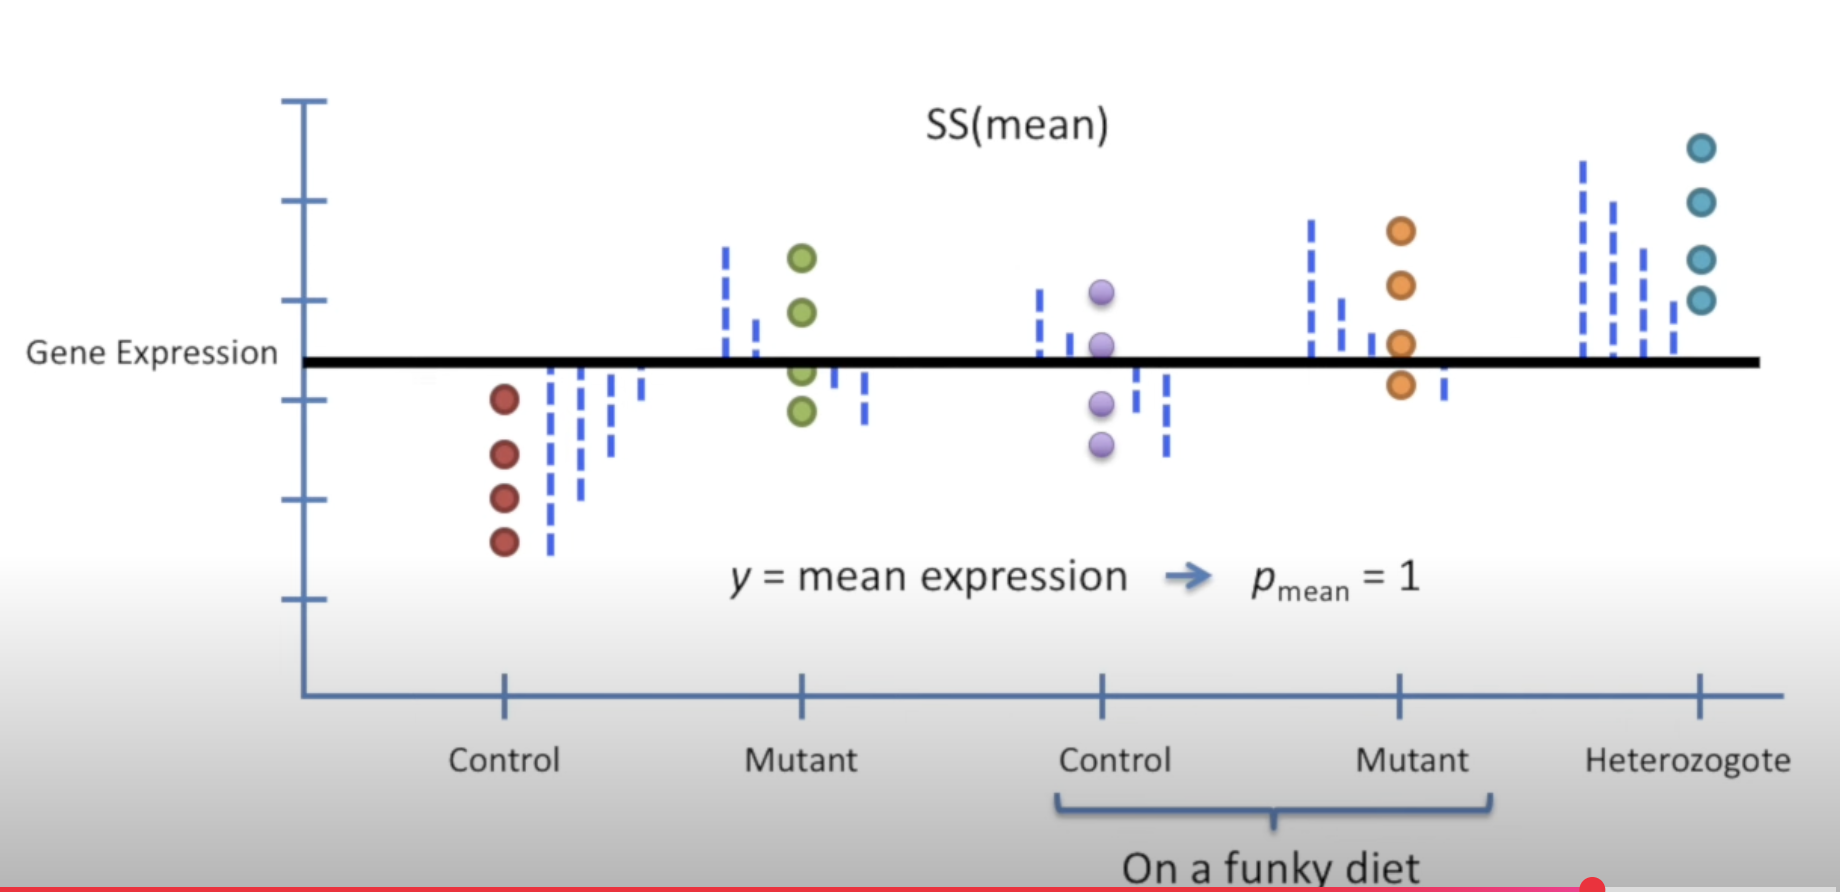 SS(mean)
Gene Expression
y = mean expression → pmean = 1
Control Mutant Control Mutant Heterozogote
On a funky diet